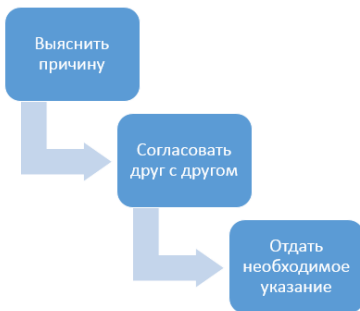 Выяснить
причину
Согласовать
друг с другом
Отдать
необходимое
указание